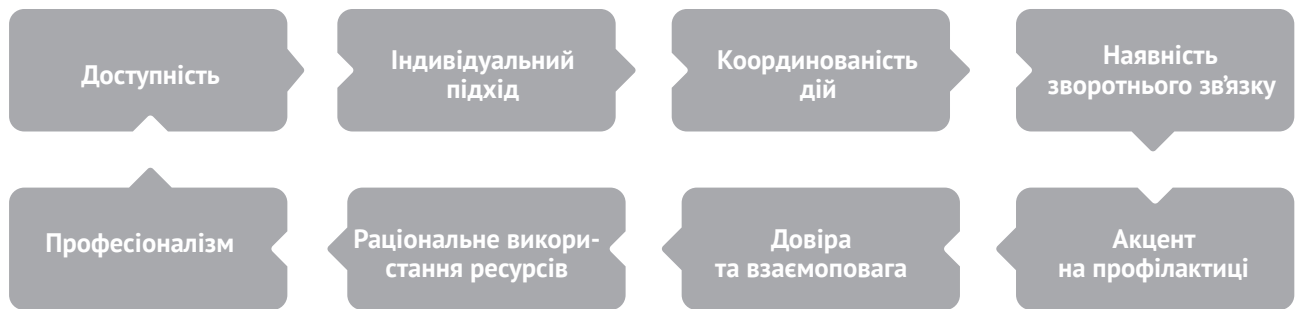 Доступність
Індивідуальний
підхід
Координованість
дій
Наявність
зворотнього зв'язку
Професіоналізм
Раціональне викори-
стання ресурсів
Довіра
та взаємоповага
Акцент
на профілактиці